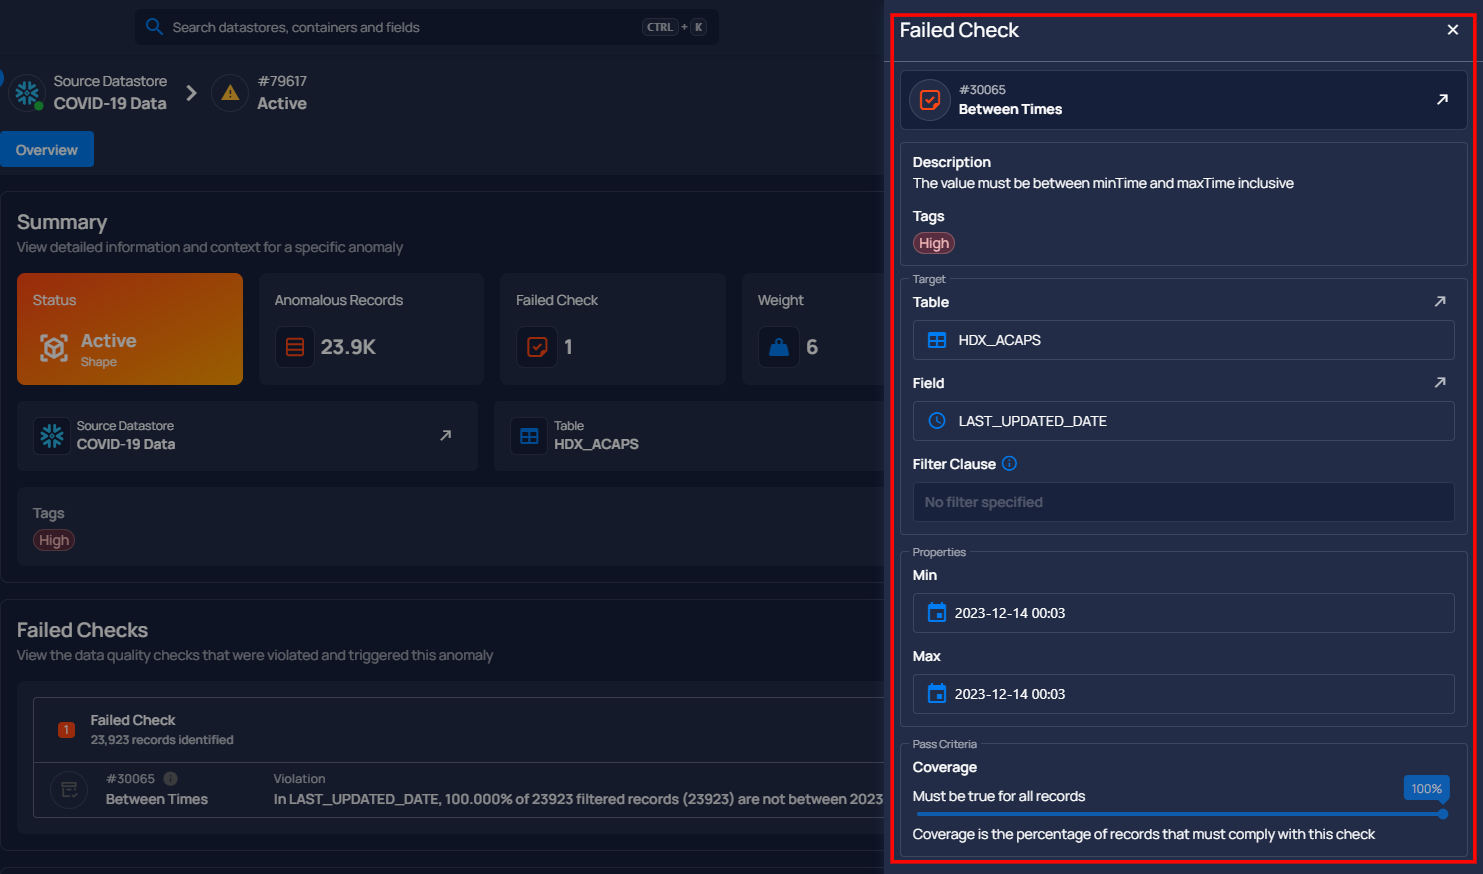 Search datastores, containers and fields
CTRL + K
Source Datastore
COVID-19 Data
#79617
Active
Overview
Summary
View detailed information and context for a specific anomaly
Status
Active
Shape
Anomalous Records
23.9K
Failed Check
1
Weight
6
Source Datastore
COVID-19 Data
Table
HDX_ACAPS
Tags
High
Failed Checks
View the data quality checks that were violated and triggered this anomaly
1
Failed Check
23,923 records identified
#30065
Between Times
Violation
In LAST_UPDATED_DATE, 100.000% of 23923 filtered records (23923) are not between 2023
Failed Check
#30065
Between Times
Description
The value must be between minTime and maxTime inclusive
Tags
High
Target
Table
HDX_ACAPS
Field
LAST_UPDATED_DATE
Filter Clause
No filter specified
Properties
Min
2023-12-14 00:03
Max
2023-12-14 00:03
Pass Criteria
Coverage
100%
Must be true for all records
Coverage is the percentage of records that must comply with this check